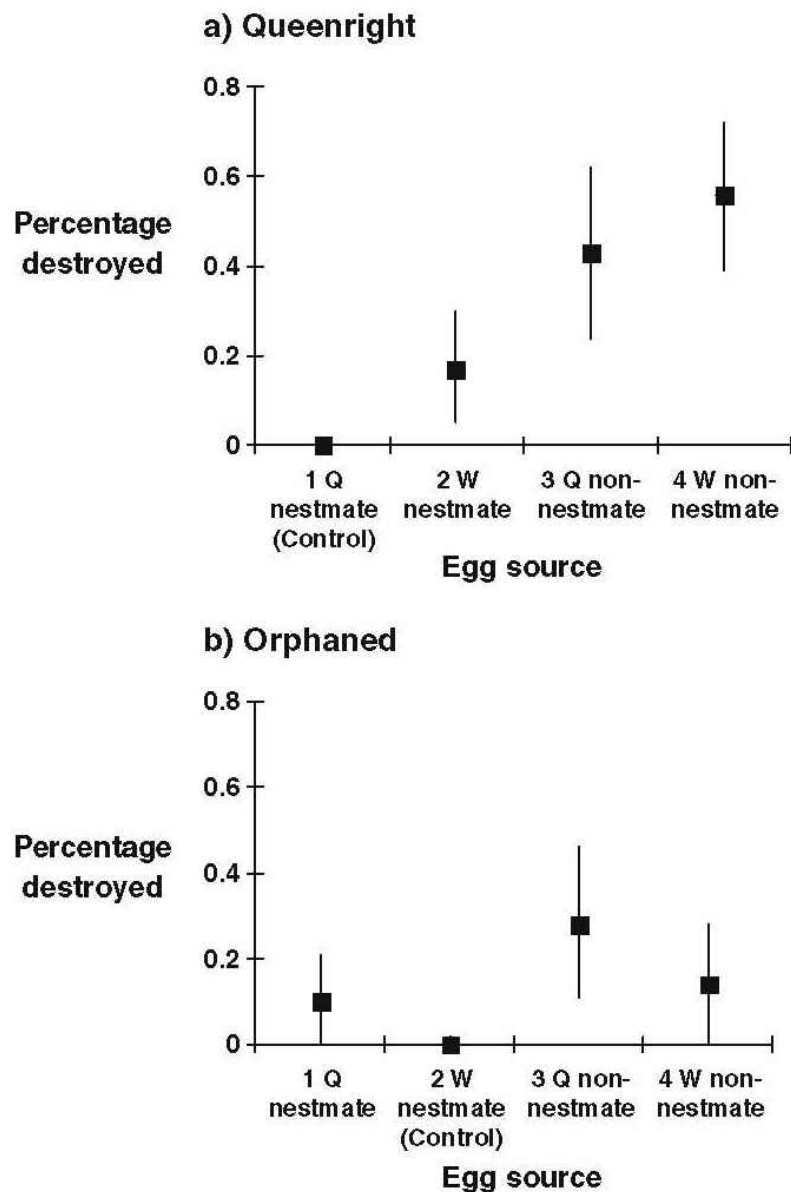 a) Queenright
0.8
0.6
Percentage
destroyed
0.4
0.2
0
1 Q
nestmate
(Control)
2 W
nestmate
3 Q non-
nestmate
4 W non-
nestmate
Egg source
b) Orphaned
0.8
0.6
Percentage
destroyed
0.4
0.2
0
1 Q
nestmate
2 W
nestmate
(Control)
3 Q non-
nestmate
4 W non-
nestmate
Egg source